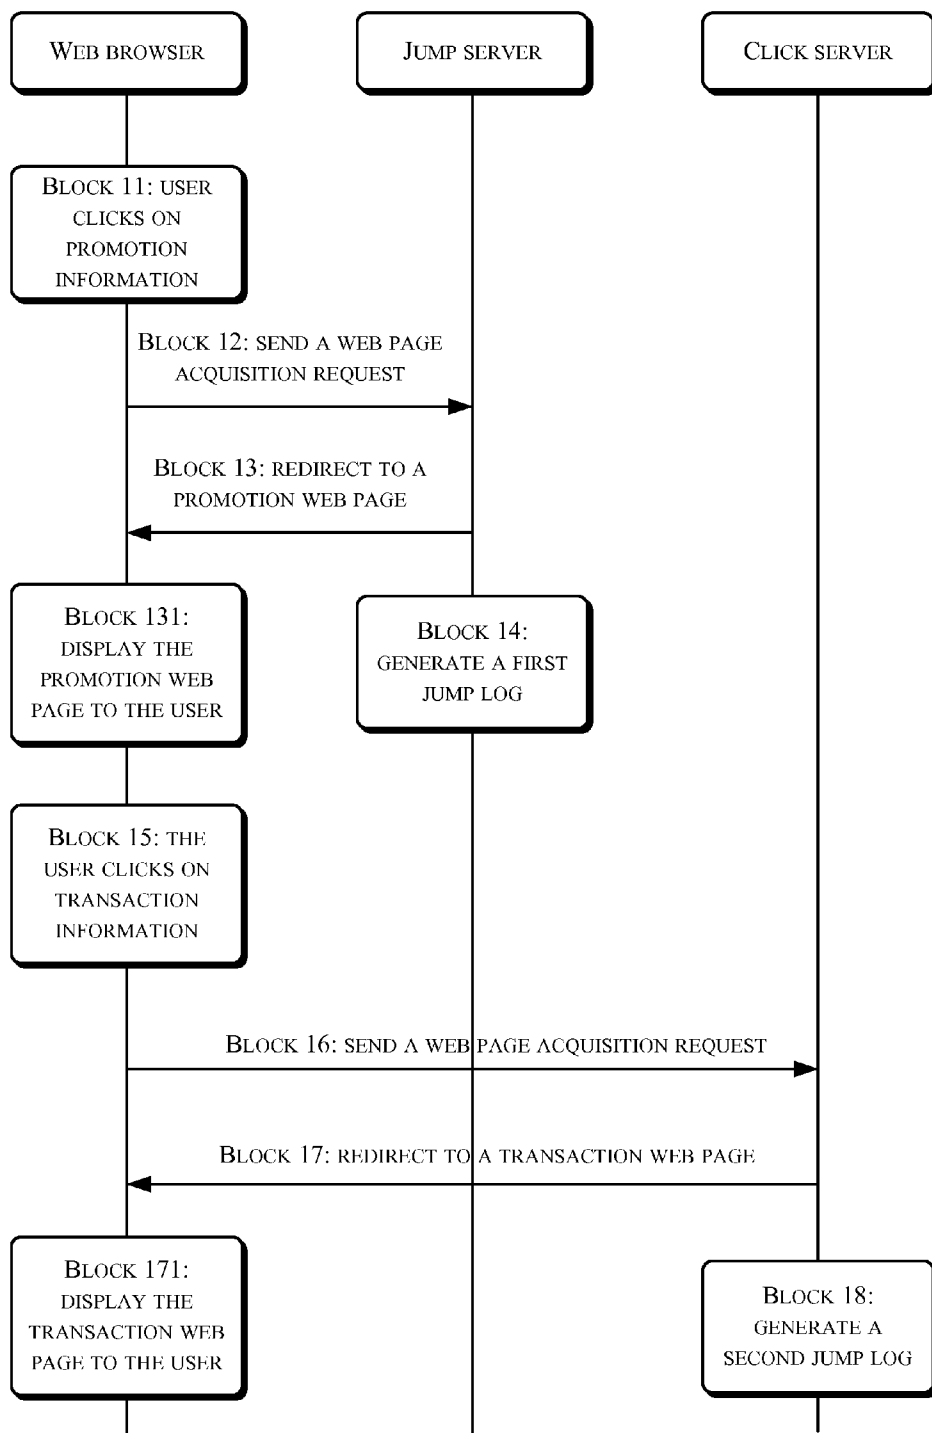 WEB BROWSER
JUMP SERVER
CLICK SERVER
BLOCK 11: USER
CLICKS ON
PROMOTION
INFORMATION
BLOCK 12: SEND A WEB PAGE
ACQUISITION REQUEST
BLOCK 13: REDIRECT TO A
PROMOTION WEB PAGE
BLOCK 131:
DISPLAY THE
PROMOTION WEB
PAGE TO THE USER
BLOCK 14:
GENERATE A FIRST
JUMP LOG
BLOCK 15: THE
USER CLICKS ON
TRANSACTION
INFORMATION
BLOCK 16: SEND A WEB PAGE ACQUISITION REQUEST
BLOCK 17: REDIRECT TO A TRANSACTION WEB PAGE
BLOCK 171:
DISPLAY THE
TRANSACTION WEB
PAGE TO THE USER
BLOCK 18:
GENERATE A
SECOND JUMP LOG